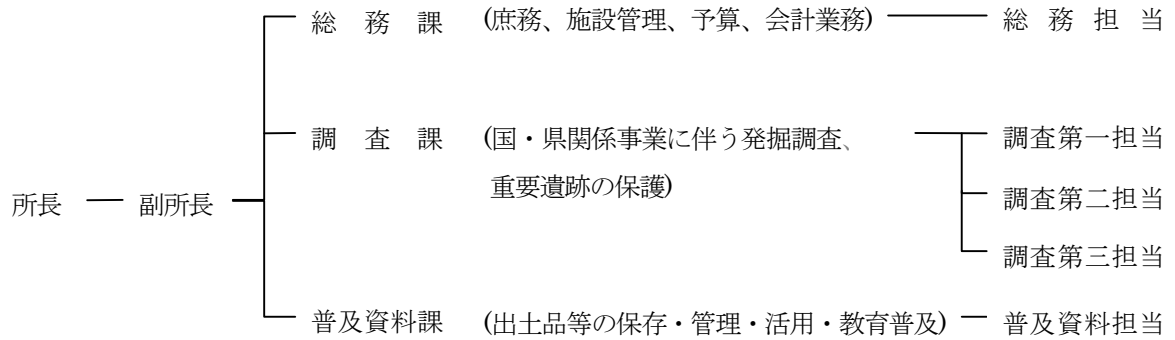 総務課 (庶務、施設管理、予算、会計業務) 総務担当
調査課 (国・県関係事業に伴う発掘調査、 調査第一担当
重要遺跡の保護)
所長 副所長 調査第二担当
調査第三担当
普及資料課 (出土品等の保存・管理・活用・教育普及) 普及資料担当